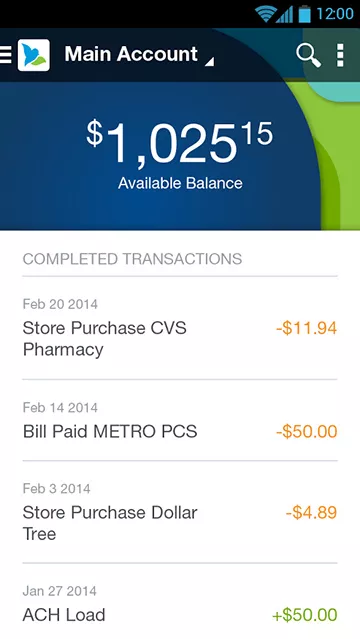 12:00
Main Account
$1,025 15
Available Balance
COMPLETED TRANSACTIONS
Feb 20 2014
Store Purchase CVS -$11.94
Pharmacy
Feb 14 2014
Bill Paid METRO PCS -$50.00
Feb 3 2014
Store Purchase Dollar -$4.89
Tree
Jan 27 2014
ACH Load +$50.00